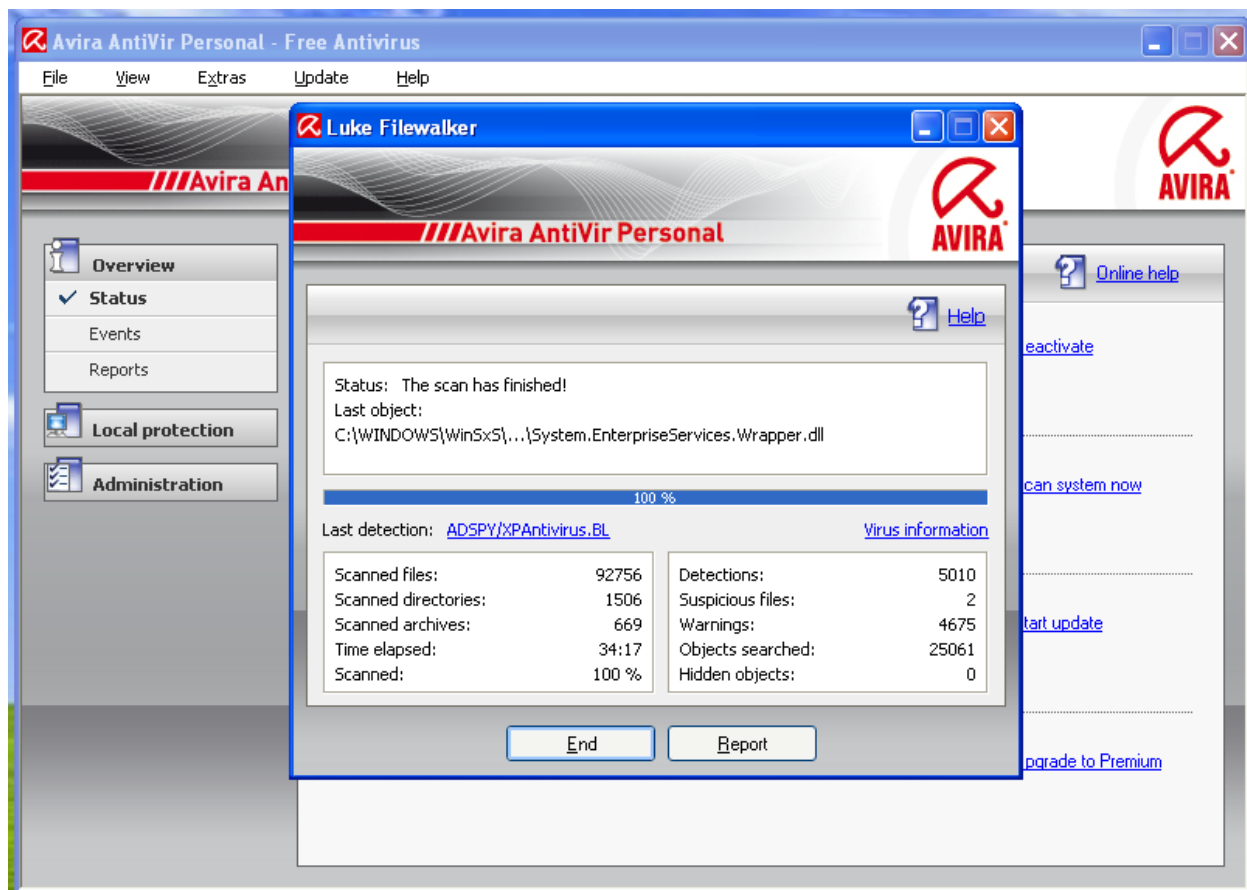 Avira AntiVir Personal - Free Antivirus
File View Extras Update Help
Luke Filewalker
Avira An
AVIRA
Avira AntiVir Personal
AVIRA
Overview
Status
Events
Reports
Local protection
Administration
Online help
eactivate
can system now
tart update
pgrade to Premium
Help
Status: The scan has finished!
Last object:
C:\WINDOWS\WinSxS\...\System.EnterpriseServices.Wrapper.dll
100 %
Last detection: ADSPY/XPAntivirus.BL Virus information
Scanned files: 92756
Scanned directories: 1506
Scanned archives: 669
Time elapsed: 34:17
Scanned: 100 %
Detections: 5010
Suspicious files: 2
Warnings: 4675
Objects searched: 25061
Hidden objects: 0
End Report